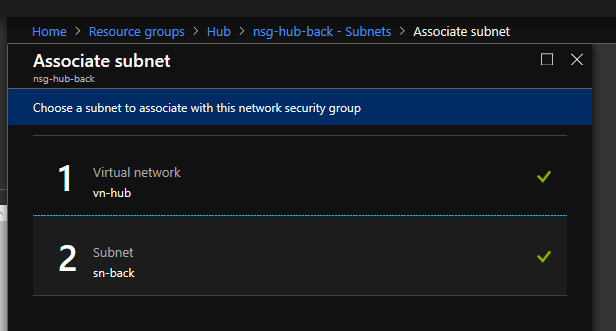 Home > Resource groups > Hub > nsg-hub-back - Subnets > Associate subnet
Associate subnet
nsg-hub-back
Choose a subnet to associate with this network security group
1 Virtual network
vn-hub
2 Subnet
sn-back